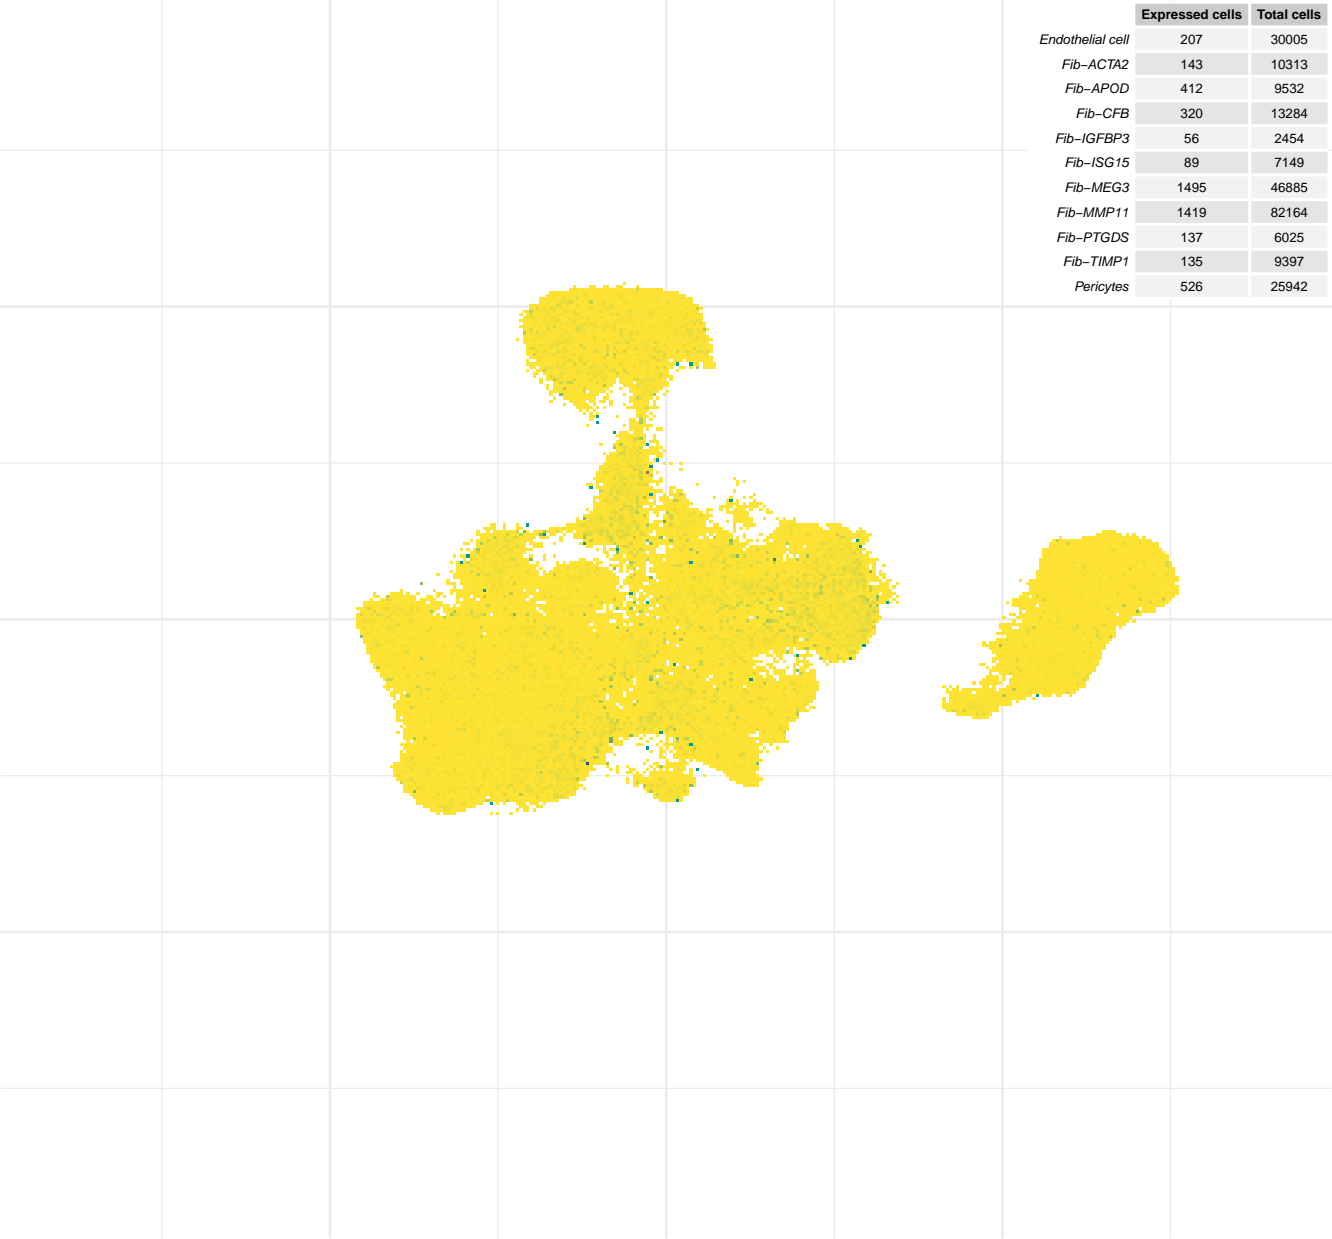 Expressed cells Total cells
Endothelial cell 207 30005
Fib−ACTA2 143 10313
Fib−APOD 412 9532
Fib−CFB 320 13284
Fib−IGFBP3 56 2454
Fib−ISG15 89 7149
Fib−MEG3 1495 46885
Fib−MMP11 1419 82164
Fib−PTGDS 137 6025
Fib−TIMP1 135 9397
Pericytes 526 25942